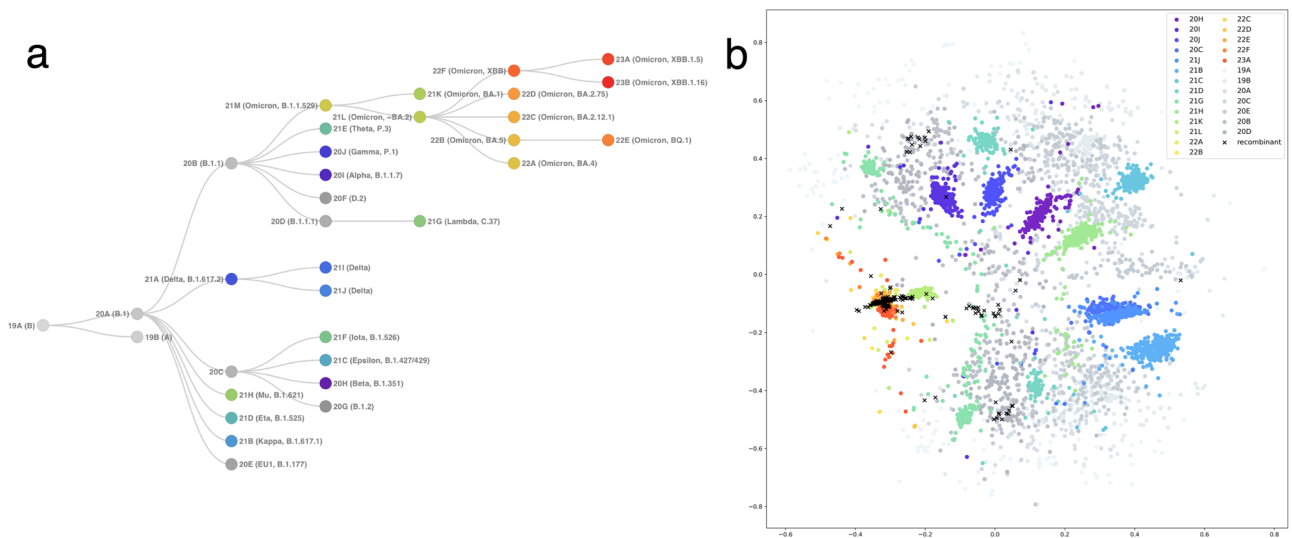 a
23A (Omicron, XBB.1.5)
22F (Omicron, XBB)
23B (Omicron, XBB.1.16)
21K (Omicron, BA.1)
22D (Omicron, BA.2.75)
21M (Omicron, B.1.1.529)
21L (Omicron, ~BA.2)
22C (Omicron, BA.2.12.1)
21E (Theta, P.3)
22B (Omicron, BA.5)
22E (Omicron, BQ.1)
20J (Gamma, P.1)
20B (B.1.1)
22A (Omicron, BA.4)
20I (Alpha, B.1.1.7)
20F (D.2)
20D (B.1.1.1)
21G (Lambda, C.37)
21I (Delta)
21A (Delta, B.1.617.2)
21J (Delta)
20A (B.1)
19A (B)
19B (A)
21F (Iota, B.1.526)
21C (Epsilon, B.1.427/429)
20C
20H (Beta, B.1.351)
21H (Mu, B.1.621)
20G (B.1.2)
21D (Eta, B.1.525)
21B (Kappa, B.1.617.1)
20E (EU1, B.1.177)
b
20H
20I
20J
20C
21J
21B
21C
21D
21G
21H
21K
21L
22A
22B
22C
22D
22E
22F
23A
19A
19B
20A
20C
20E
20B
20D
recombinant
0.8
0.6
0.4
0.2
0.0
−0.2
−0.4
−0.6
−0.8
−0.6
−0.4
−0.2
0.0
0.2
0.4
0.6
0.8